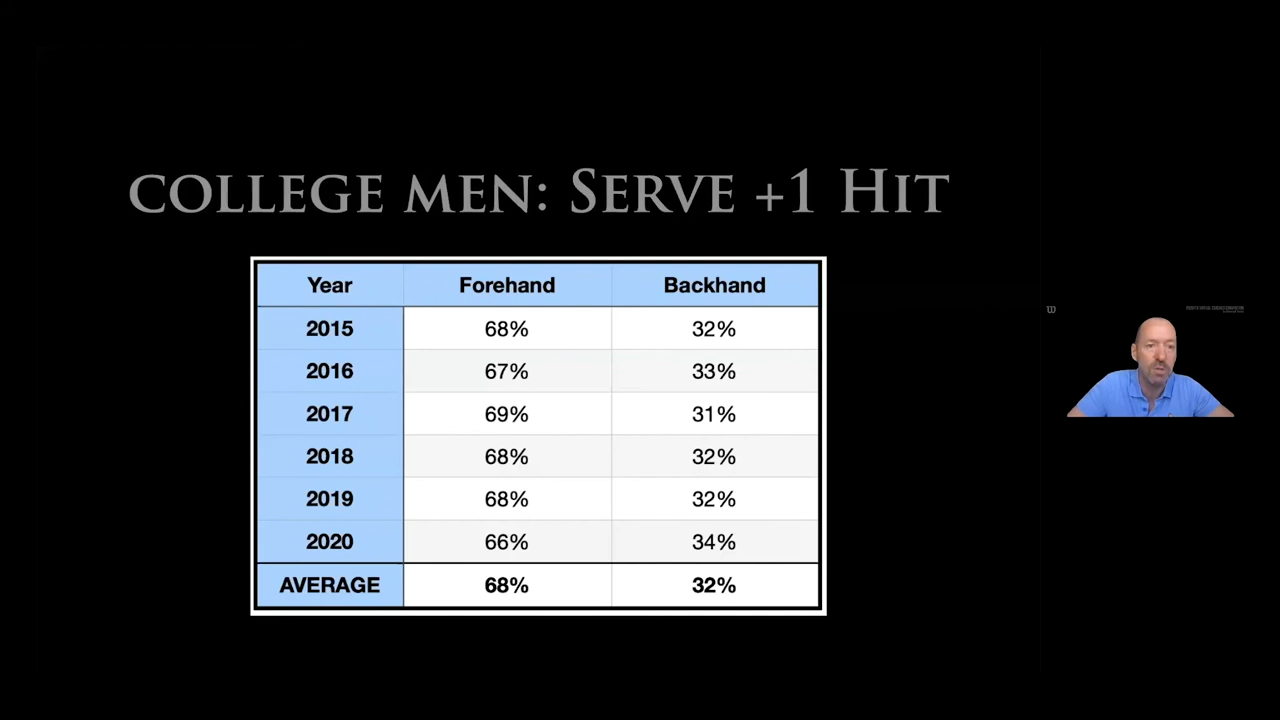 COLLEGE MEN: SERVE +1 HIT
Year Forehand Backhand
2015 68% 32%
2016 67% 33%
2017 69% 31%
2018 68% 32%
2019 68% 32%
2020 66% 34%
AVERAGE 68% 32%